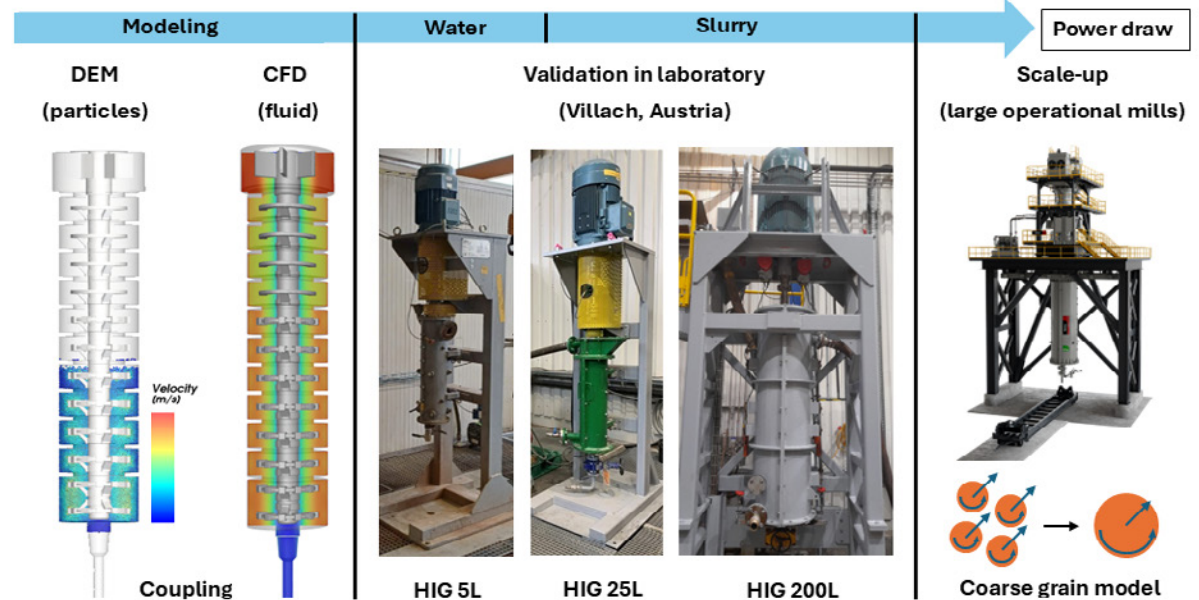 Modeling
Water
Slurry
Power draw
DEM
(particles)
CFD
(fluid)
Validation in laboratory
(Villach, Austria)
Scale-up
(large operational mills)
Velocity
(m/s)
Coupling
HIG 5L
HIG 25L
HIG 200L
Coarse grain model